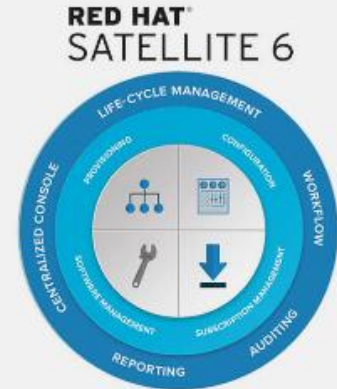 RED HAT®
SATELLITE 6
LIFE-CYCLE MANAGEMENT
WORKFLOW
AUDITING
REPORTING
CENTRALIZED CONSOLE
PROVISIONING
CONFIGURATION
SUBSCRIPTION MANAGEMENT
SOFTWARE MANAGEMENT